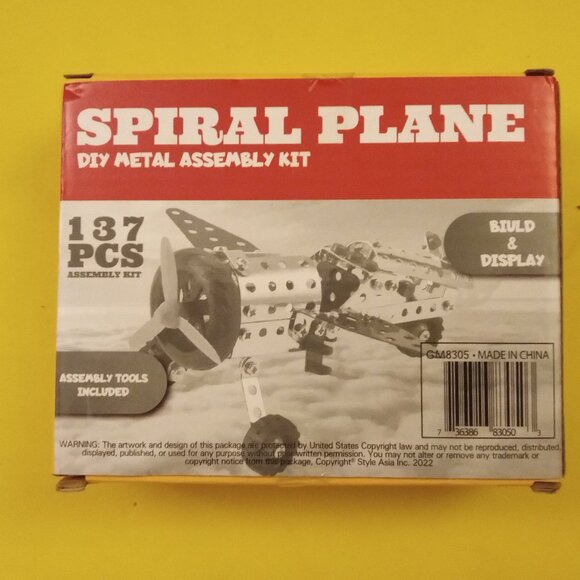 SPIRAL PLANE
DIY METAL ASSEMBLY KIT
137
PCS
ASSEMBLY KIT
BIULD
&
DISPLAY
ASSEMBLY TOOLS
INCLUDED
GM8305 • MADE IN CHINA
7 36386 83050 3
WARNING: The artwork and design of this package are protected by United States Copyright law and may not be reproduced, distributed,
displayed, published, or used for any purpose without prior written permission. You may not alter or remove any trademark or
copyright notice from this package, Copyright® Style Asia Inc. 2022